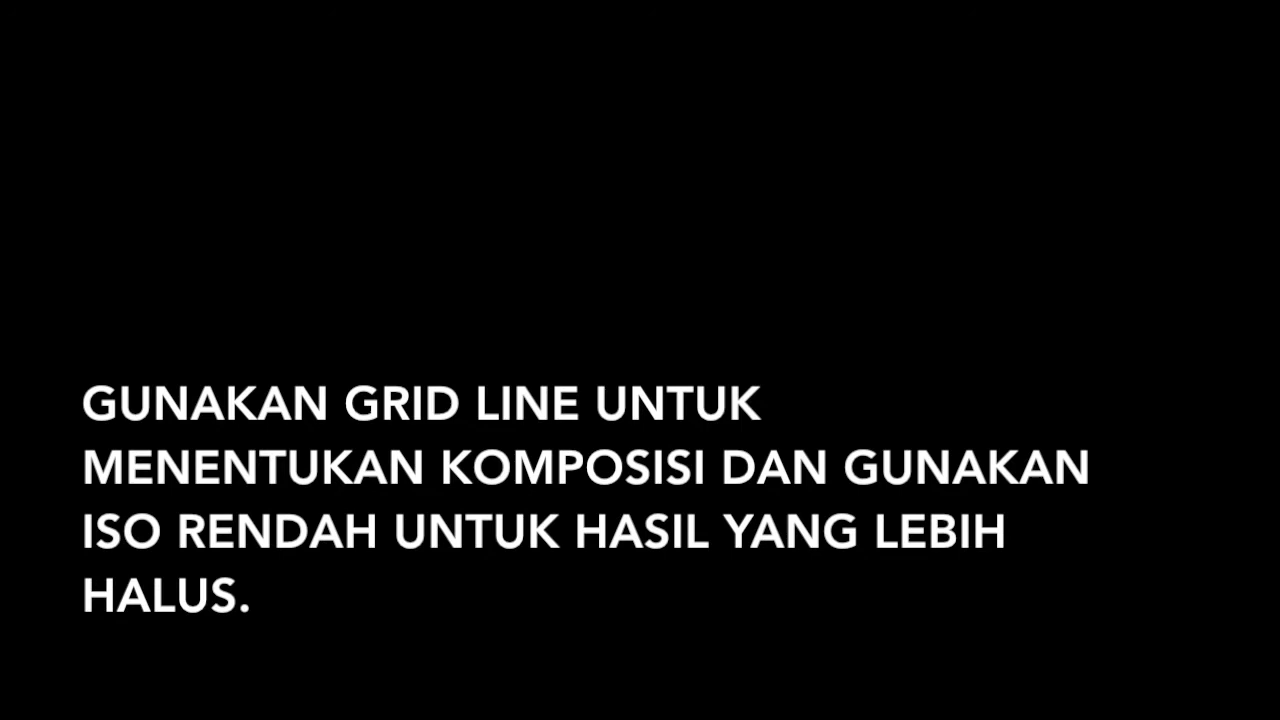 GUNAKAN GRID LINE UNTUK
MENENTUKAN KOMPOSISI DAN GUNAKAN
ISO RENDAH UNTUK HASIL YANG LEBIH
HALUS.